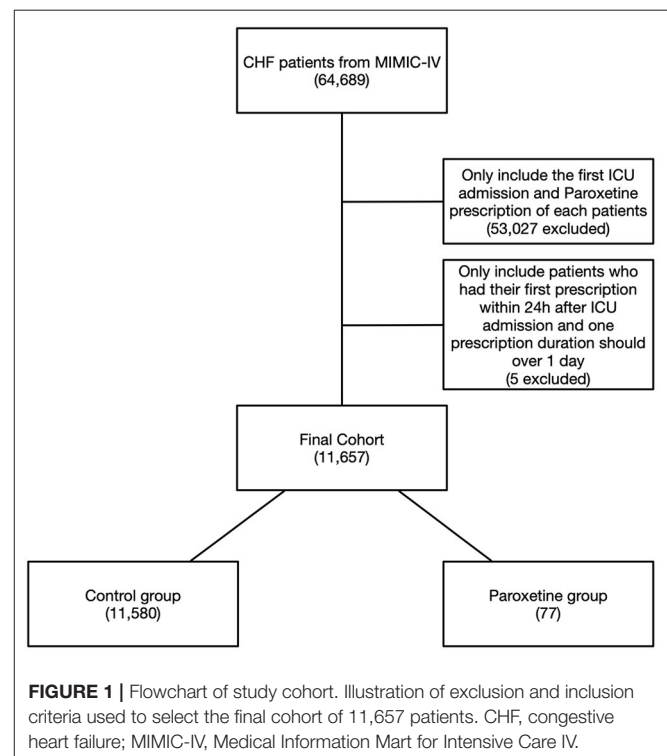 CHF patients from MIMIC-IV
(64,689)
Only include the first ICU
admission and Paroxetine
prescription of each patients
(53,027 excluded)
Only include patients who
had their first prescription
within 24h after ICU
admission and one
prescription duration should
over 1 day
(5 excluded)
Final Cohort
(11,657)
Control group
(11,580)
Paroxetine group
(77)
FIGURE 1 | Flowchart of study cohort. Illustration of exclusion and inclusion
criteria used to select the final cohort of 11,657 patients. CHF, congestive
heart failure; MIMIC-IV, Medical Information Mart for Intensive Care IV.